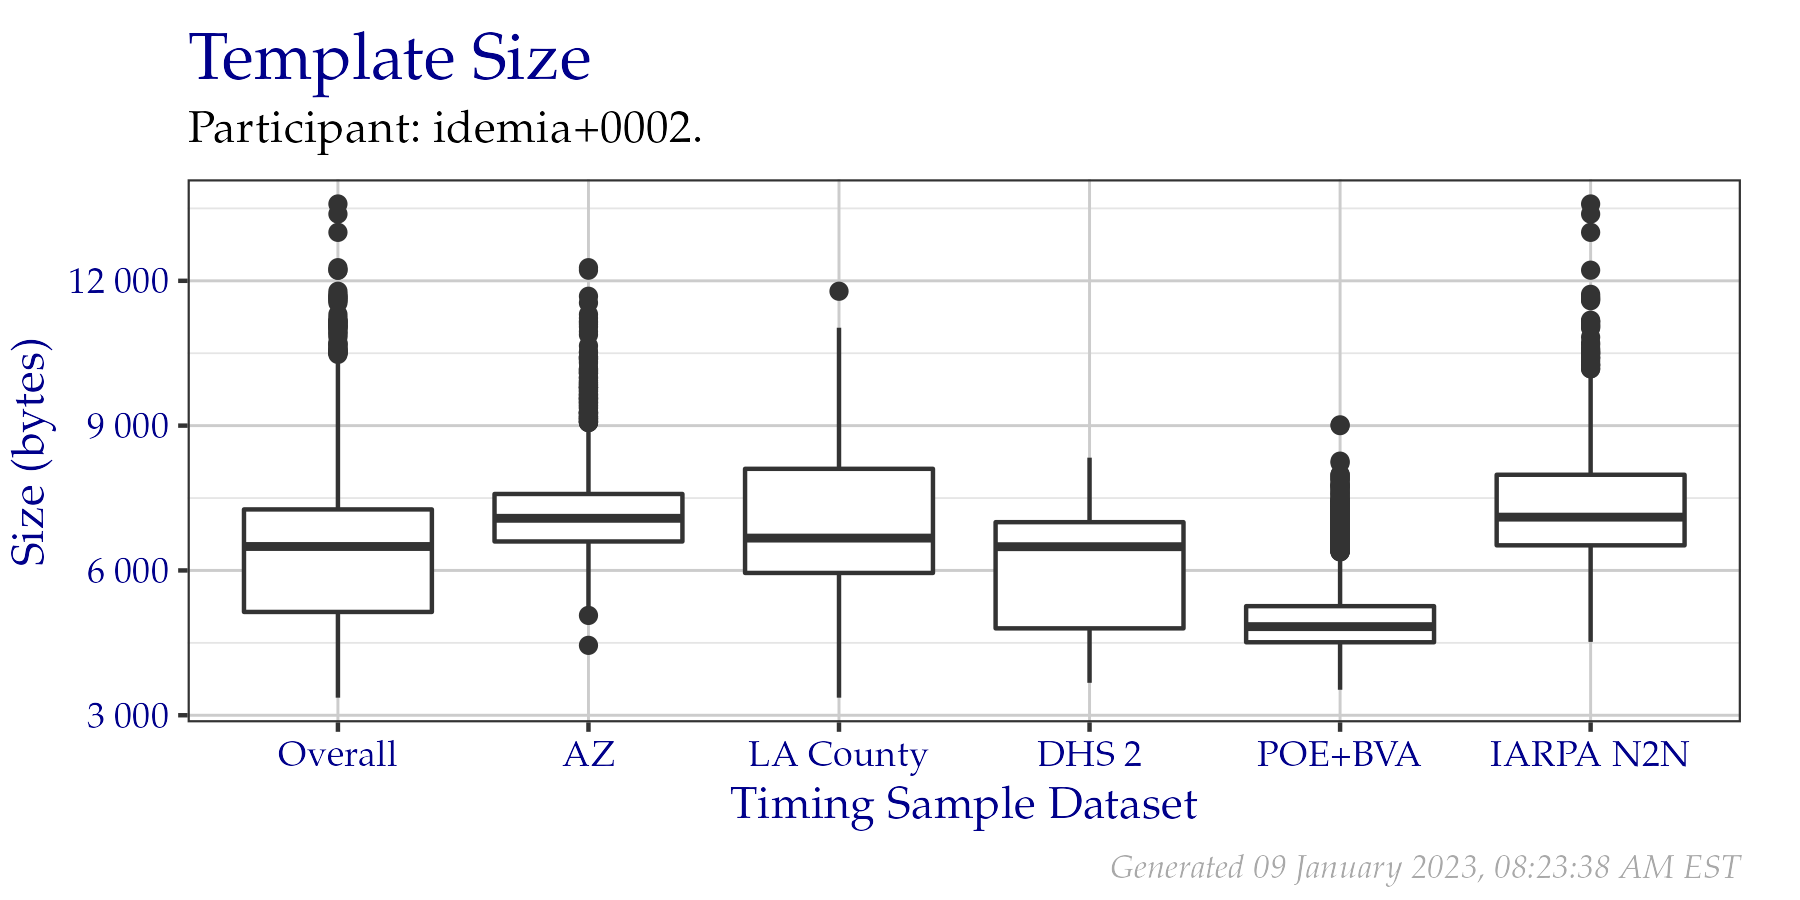 Template Size
Participant: idemia+0002.
Size (bytes)
12 000
9 000
6 000
3 000
Overall AZ LA County DHS 2 POE+BVA IARPA N2N
Timing Sample Dataset
Generated 09 January 2023, 08:23:38 AM EST